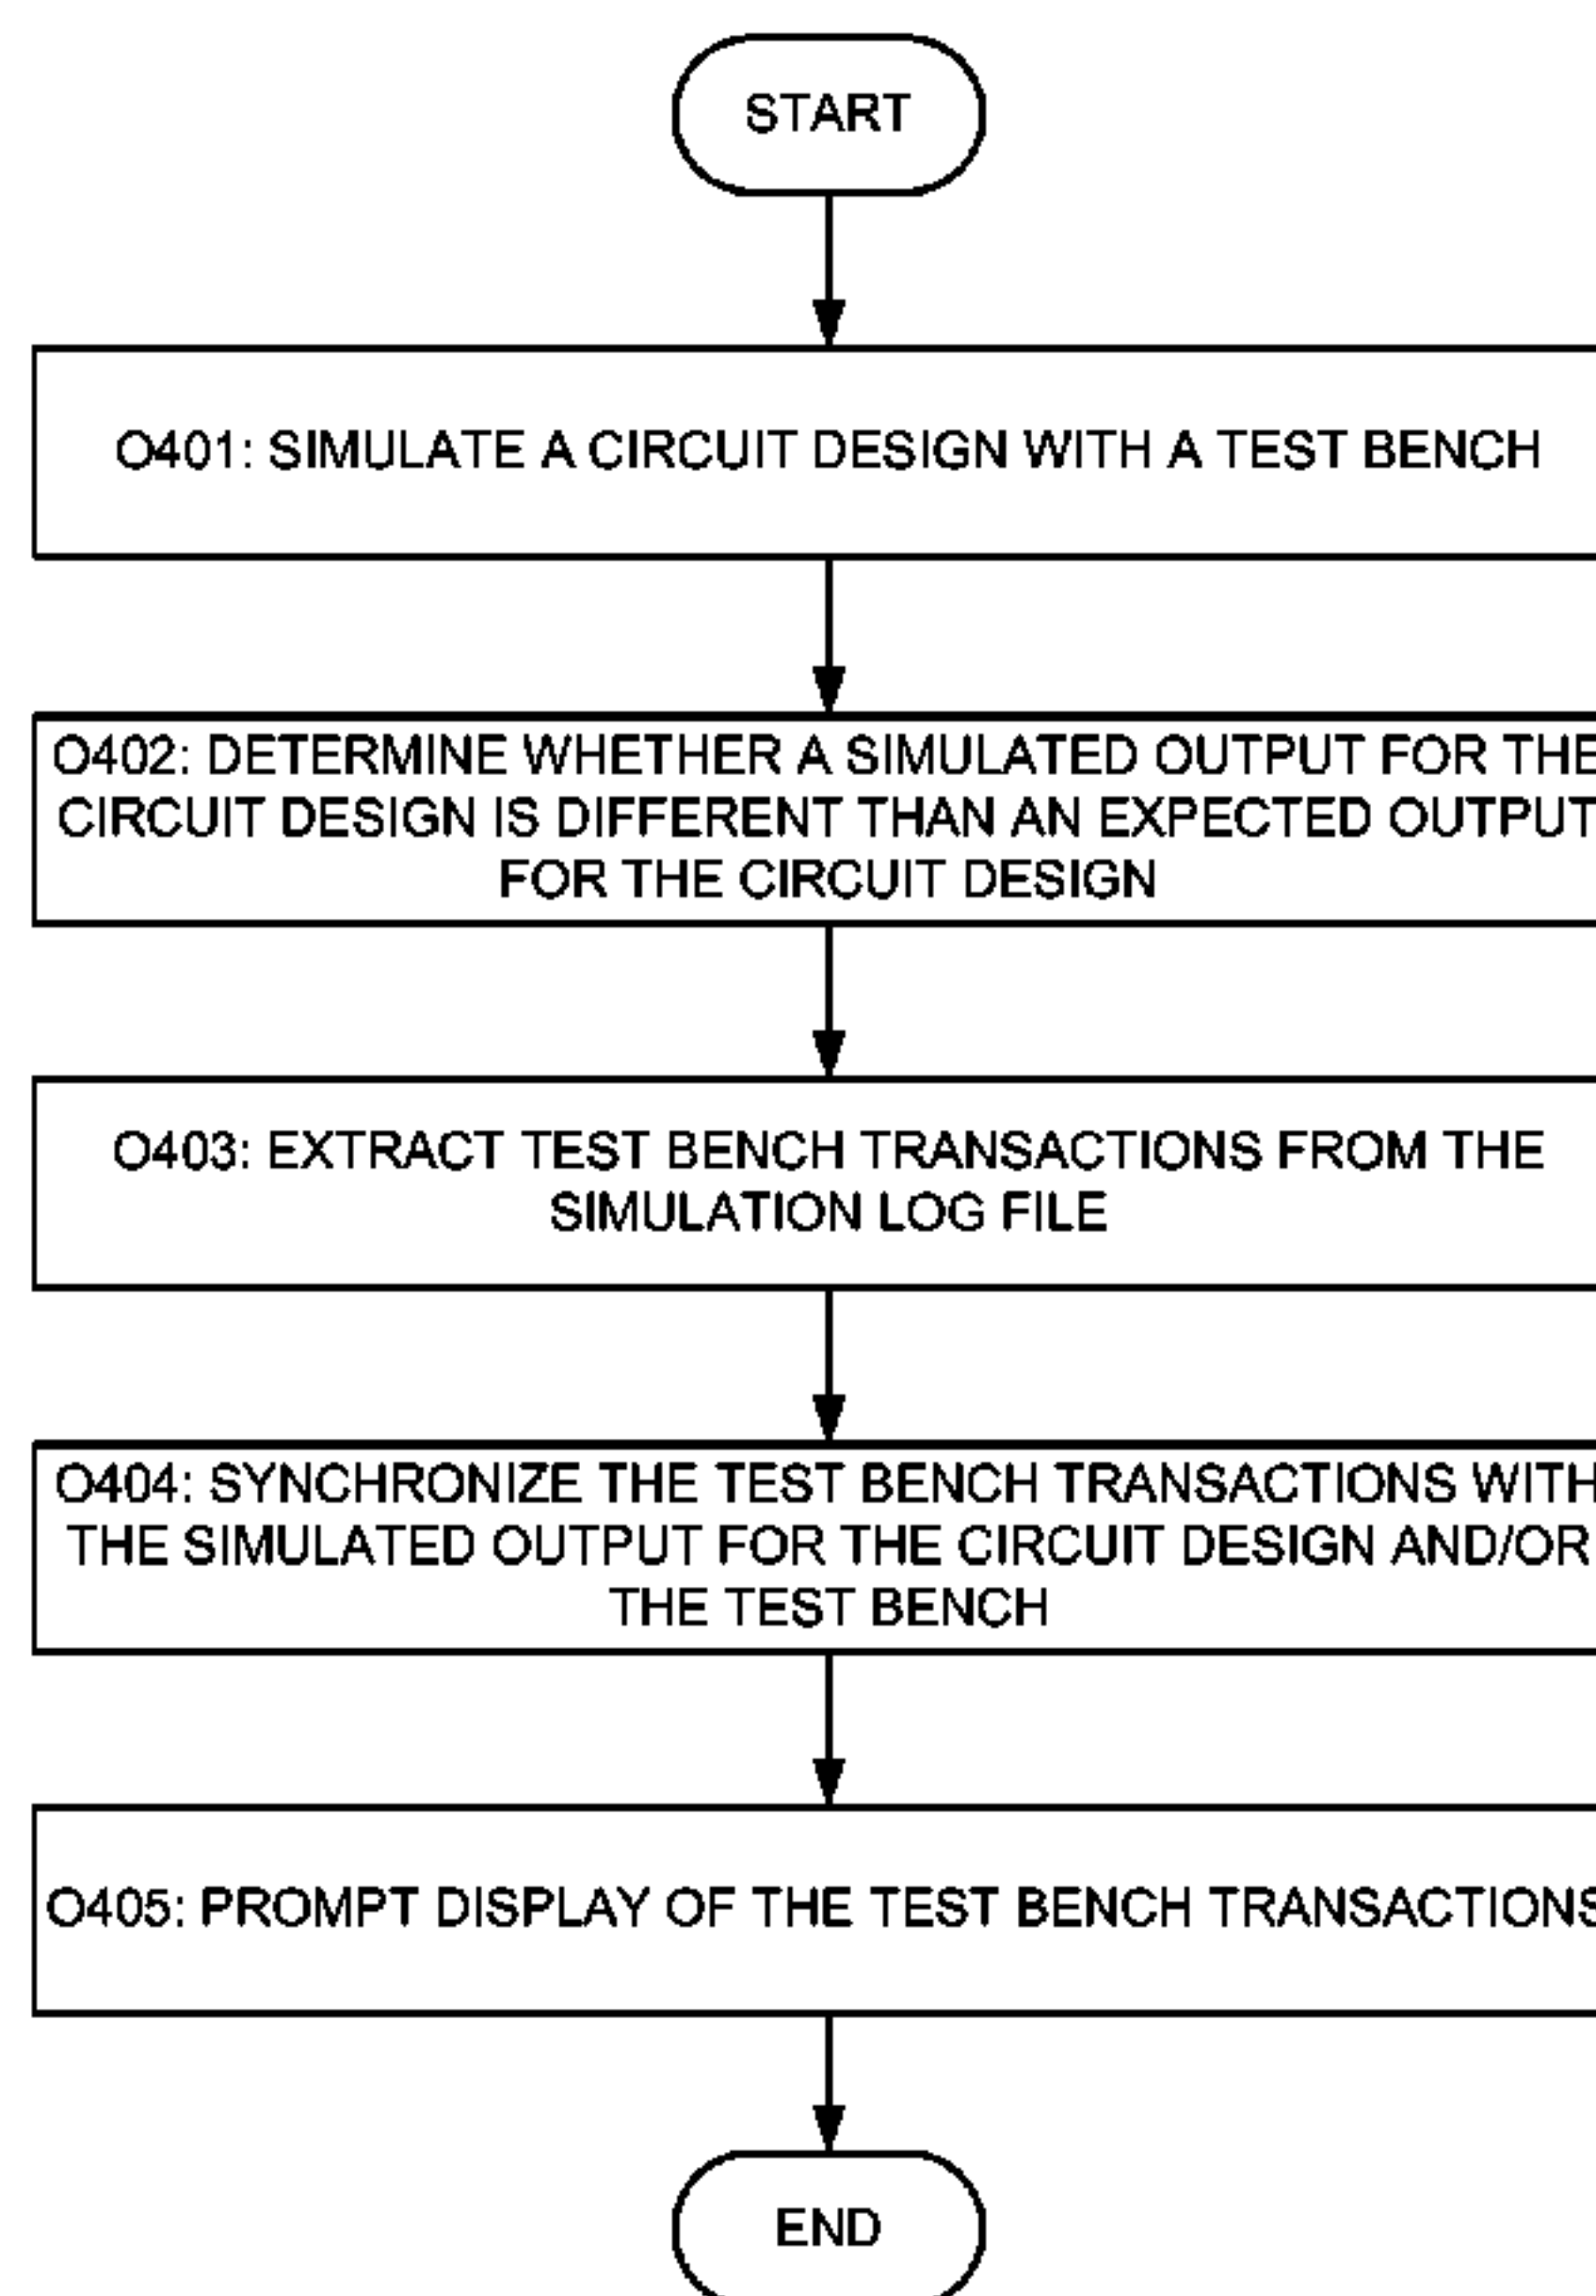 START
O401: SIMULATE A CIRCUIT DESIGN WITH A TEST BENCH
O402: DETERMINE WHETHER A SIMULATED OUTPUT FOR THE
CIRCUIT DESIGN IS DIFFERENT THAN AN EXPECTED OUTPUT
FOR THE CIRCUIT DESIGN
O403: EXTRACT TEST BENCH TRANSACTIONS FROM THE
SIMULATION LOG FILE
O404: SYNCHRONIZE THE TEST BENCH TRANSACTIONS WITH
THE SIMULATED OUTPUT FOR THE CIRCUIT DESIGN AND/OR
THE TEST BENCH
O405: PROMPT DISPLAY OF THE TEST BENCH TRANSACTIONS
END